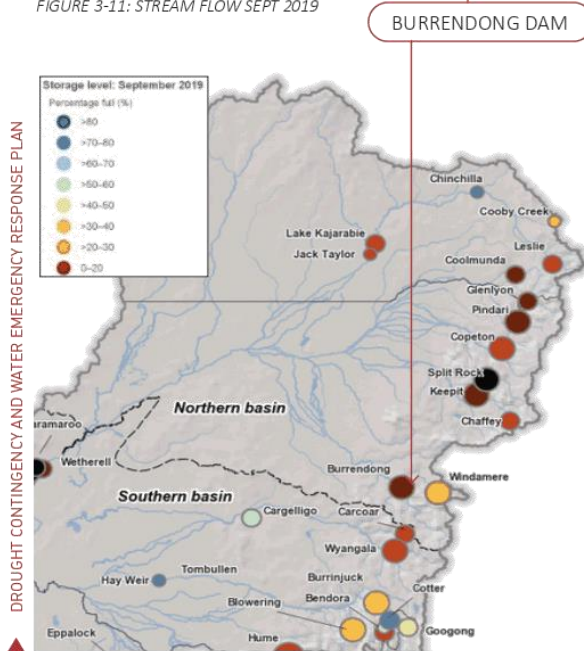 FIGURE 3-11: STREAM FLOW SEPT 2019
BURRENDONG DAM
DROUGHT CONTINGENCY AND WATER EMERGENCY RESPONSE PLAN
Storage level: September 2019
Percentage full (%)
>80
>70–80
>60–70
>50–60
>40–50
>30–40
>20–30
0–20
Chinchilla
Cooby Creek
Lake Kajarabie
Leslie
Jack Taylor
Coolmunda
Glenlyon
Pindari
Copeton
Split Rock
Keepit
Northern basin
Chaffey
aramaroo
Wetherell
Burrendong
Windamere
Southern basin
Cargelligo
Carcoar
Wyangala
Tombullen
Hay Weir
Burrinjuck
Cotter
Bendora
Blowering
Googong
Eppalock
Hume